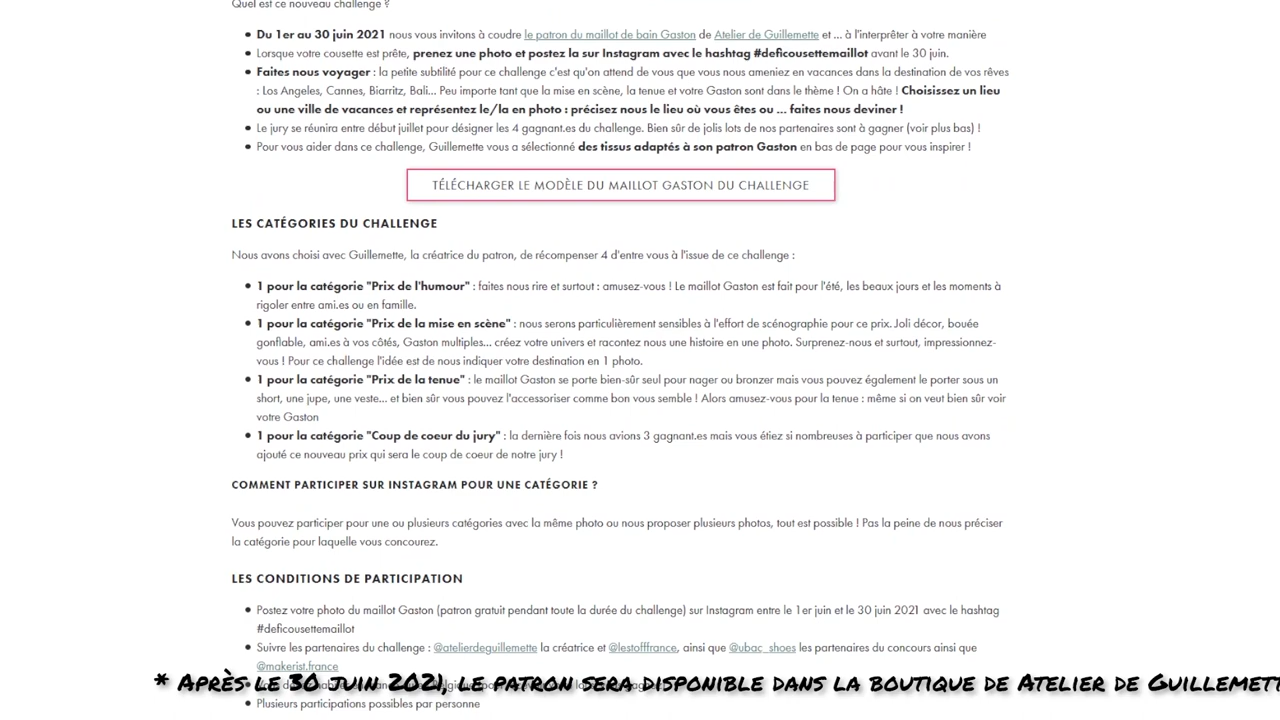 Quel est ce nouveau challenge ?
• Du 1er au 30 juin 2021 nous vous invitons à coudre le patron du maillot de bain Gaston de Atelier de Guillemette et ... à l'interpréter à votre manière
• Lorsque votre cousette est prête, prenez une photo et postez la sur Instagram avec le hashtag #deficousettemaillot avant le 30 juin.
• Faites nous voyager : la petite subtilité pour ce challenge c'est qu'on attend de vous que vous nous ameniez en vacances dans la destination de vos rêves
: Los Angeles, Cannes, Biarritz, Bali... Peu importe tant que la mise en scène, la tenue et votre Gaston sont dans le thème ! On a hâte ! Choisissez un lieu
ou une ville de vacances et représentez le/la en photo : précisez nous le lieu où vous êtes ou ... faites nous deviner !
• Le jury se réunira entre début juillet pour désigner les 4 gagnant.es du challenge. Bien sûr de jolis lots de nos partenaires sont à gagner (voir plus bas) !
• Pour vous aider dans ce challenge, Guillemette vous a sélectionné des tissus adaptés à son patron Gaston en bas de page pour vous inspirer !
TÉLÉCHARGER LE MODÈLE DU MAILLOT GASTON DU CHALLENGE
LES CATÉGORIES DU CHALLENGE
Nous avons choisi avec Guillemette, la créatrice du patron, de récompenser 4 d'entre vous à l'issue de ce challenge :
• 1 pour la catégorie "Prix de l'humour" : faites nous rire et surtout : amusez-vous ! Le maillot Gaston est fait pour l'été, les beaux jours et les moments à
rigoler entre ami.es ou en famille.
• 1 pour la catégorie "Prix de la mise en scène" : nous serons particulièrement sensibles à l'effort de scénographie pour ce prix. Joli décor, bouée
gonflable, ami.es à vos côtés, Gaston multiples... créez votre univers et racontez nous une histoire en une photo. Surprenez-nous et surtout, impressionnez-
vous ! Pour ce challenge l'idée est de nous indiquer votre destination en 1 photo.
• 1 pour la catégorie "Prix de la tenue" : le maillot Gaston se porte bien-sûr seul pour nager ou bronzer mais vous pouvez également le porter sous un
short, une jupe, une veste... et bien sûr vous pouvez l'accessoriser comme bon vous semble ! Alors amusez-vous pour la tenue : même si on veut bien sûr voir
votre Gaston
• 1 pour la catégorie "Coup de coeur du jury" : la dernière fois nous avions 3 gagnant.es mais vous étiez si nombreuses à participer que nous avons
ajouté ce nouveau prix qui sera le coup de coeur de notre jury !
COMMENT PARTICIPER SUR INSTAGRAM POUR UNE CATÉGORIE ?
Vous pouvez participer pour une ou plusieurs catégories avec la même photo ou nous proposer plusieurs photos, tout est possible ! Pas la peine de nous préciser
la catégorie pour laquelle vous concourez.
LES CONDITIONS DE PARTICIPATION
• Postez votre photo du maillot Gaston (patron gratuit pendant toute la durée du challenge) sur Instagram entre le 1er juin et le 30 juin 2021 avec le hashtag
#deficousettemaillot
• Suivre les partenaires du challenge : @atelierdeguillemette la créatrice et @lestofffrance, ainsi que @ubac_shoes les partenaires du concours ainsi que
@makerist.france
* Après le 30 juin 2021, le patron sera disponible dans la boutique de Atelier de Guillemett
• Plusieurs participations possibles par personne